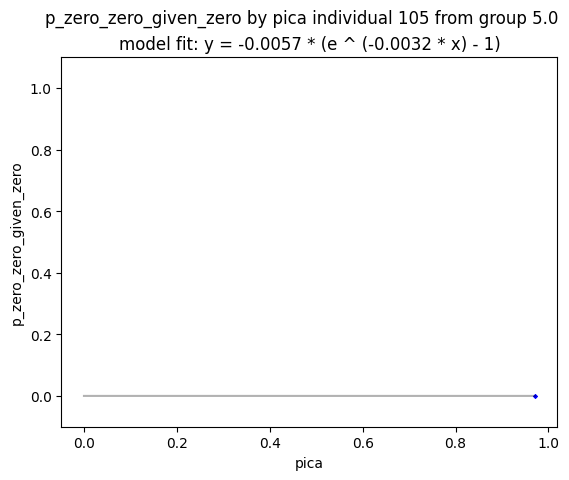 p_zero_zero_given_zero by pica individual 105 from group 5.0
model fit: y = -0.0057 * (e ^ (-0.0032 * x) - 1)
1.0
0.8
0.6
0.4
0.2
0.0
p_zero_zero_given_zero
0.0 0.2 0.4 0.6 0.8 1.0
pica